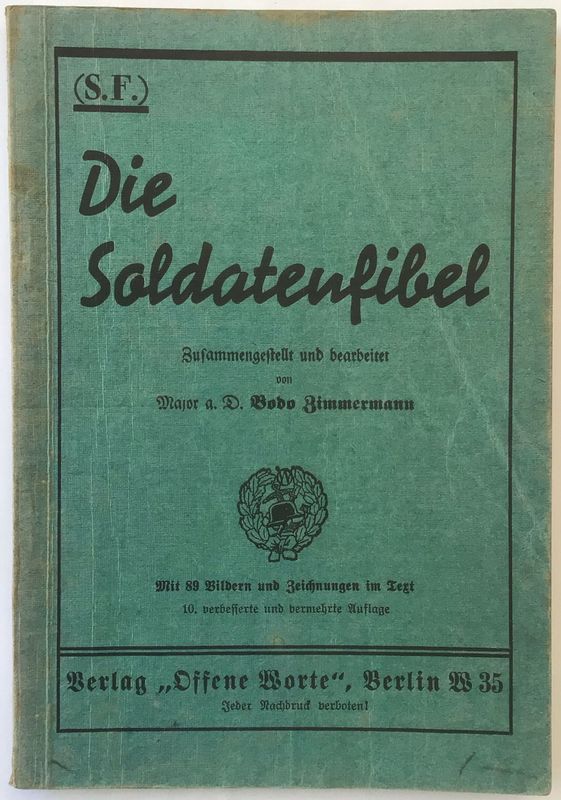 (S.F.)
Die
Soldatenfibel
Zusammengestellt und bearbeitet
von
Major a. D. Bodo Zimmermann
Mit 89 Bildern und Zeichnungen im Text
10. verbesserte und vermehrte Auflage
Verlag „Offene Worte“, Berlin W 35
Jeder Nachdruck verboten!